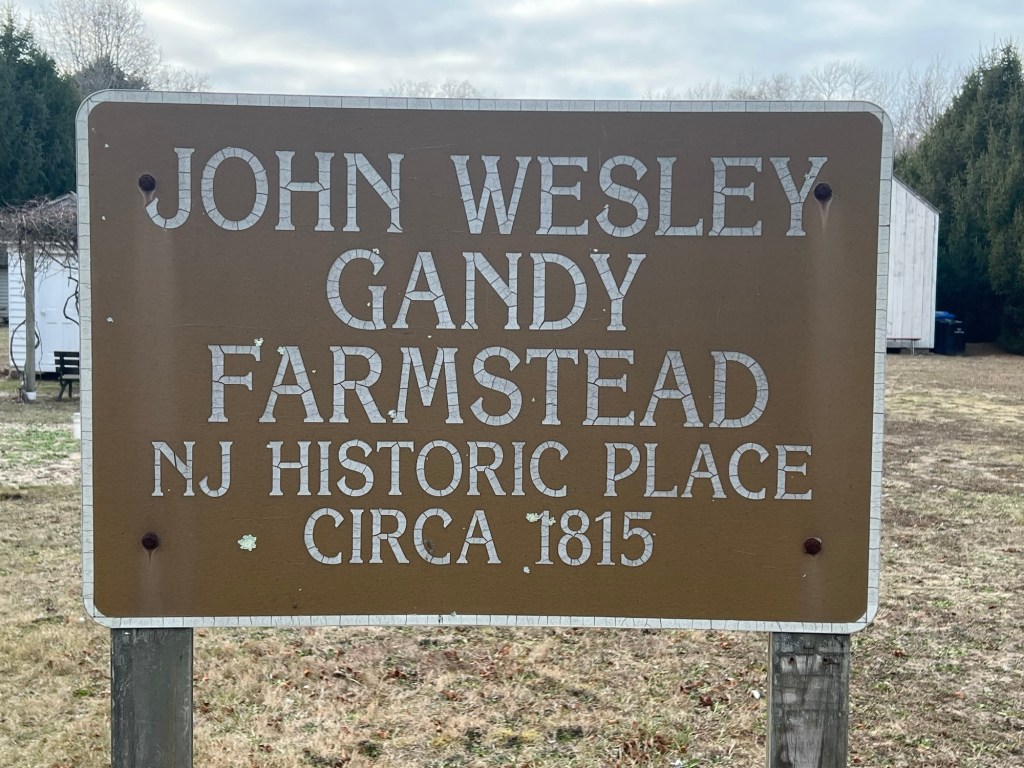 JOHN WESLEY
GANDY
FARMSTEAD
NJ HISTORIC PLACE
CIRCA 1815